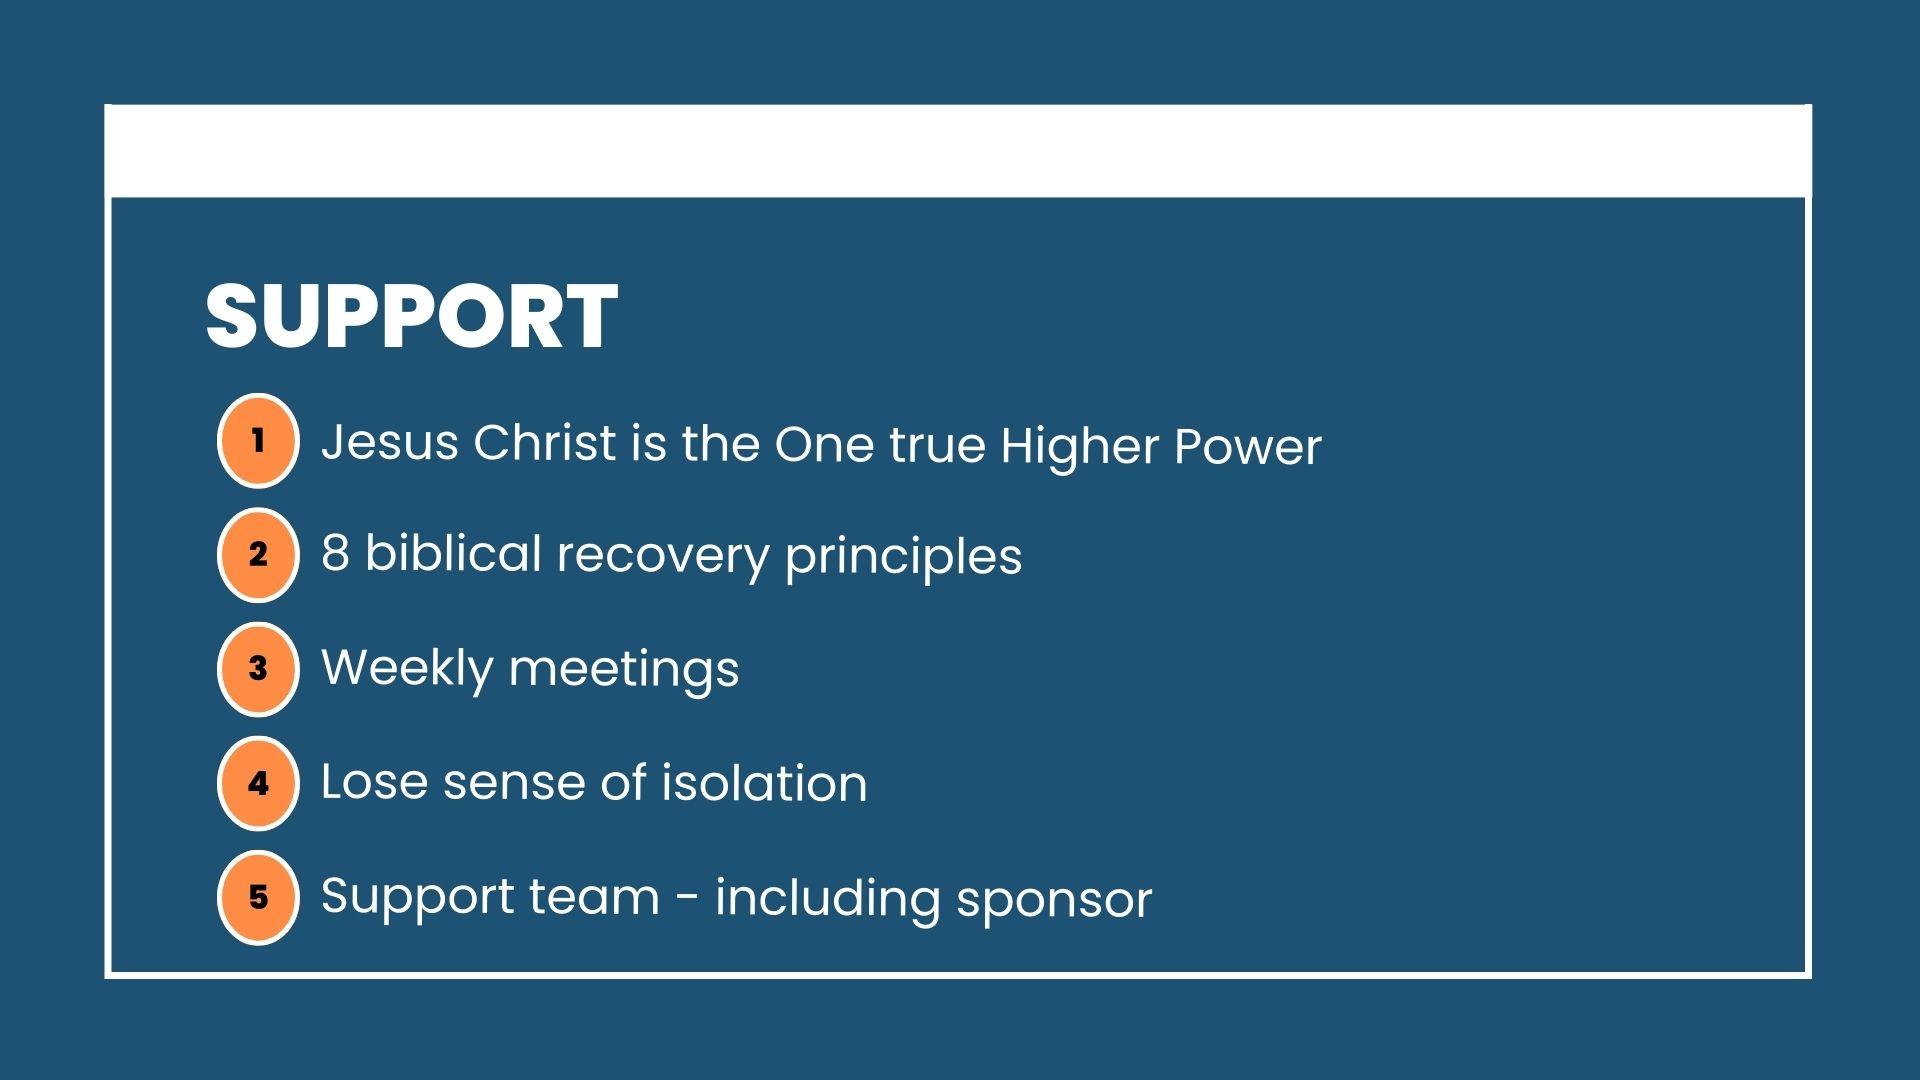 SUPPORT
1 Jesus Christ is the One true Higher Power
2 8 biblical recovery principles
3 Weekly meetings
4 Lose sense of isolation
5 Support team - including sponsor